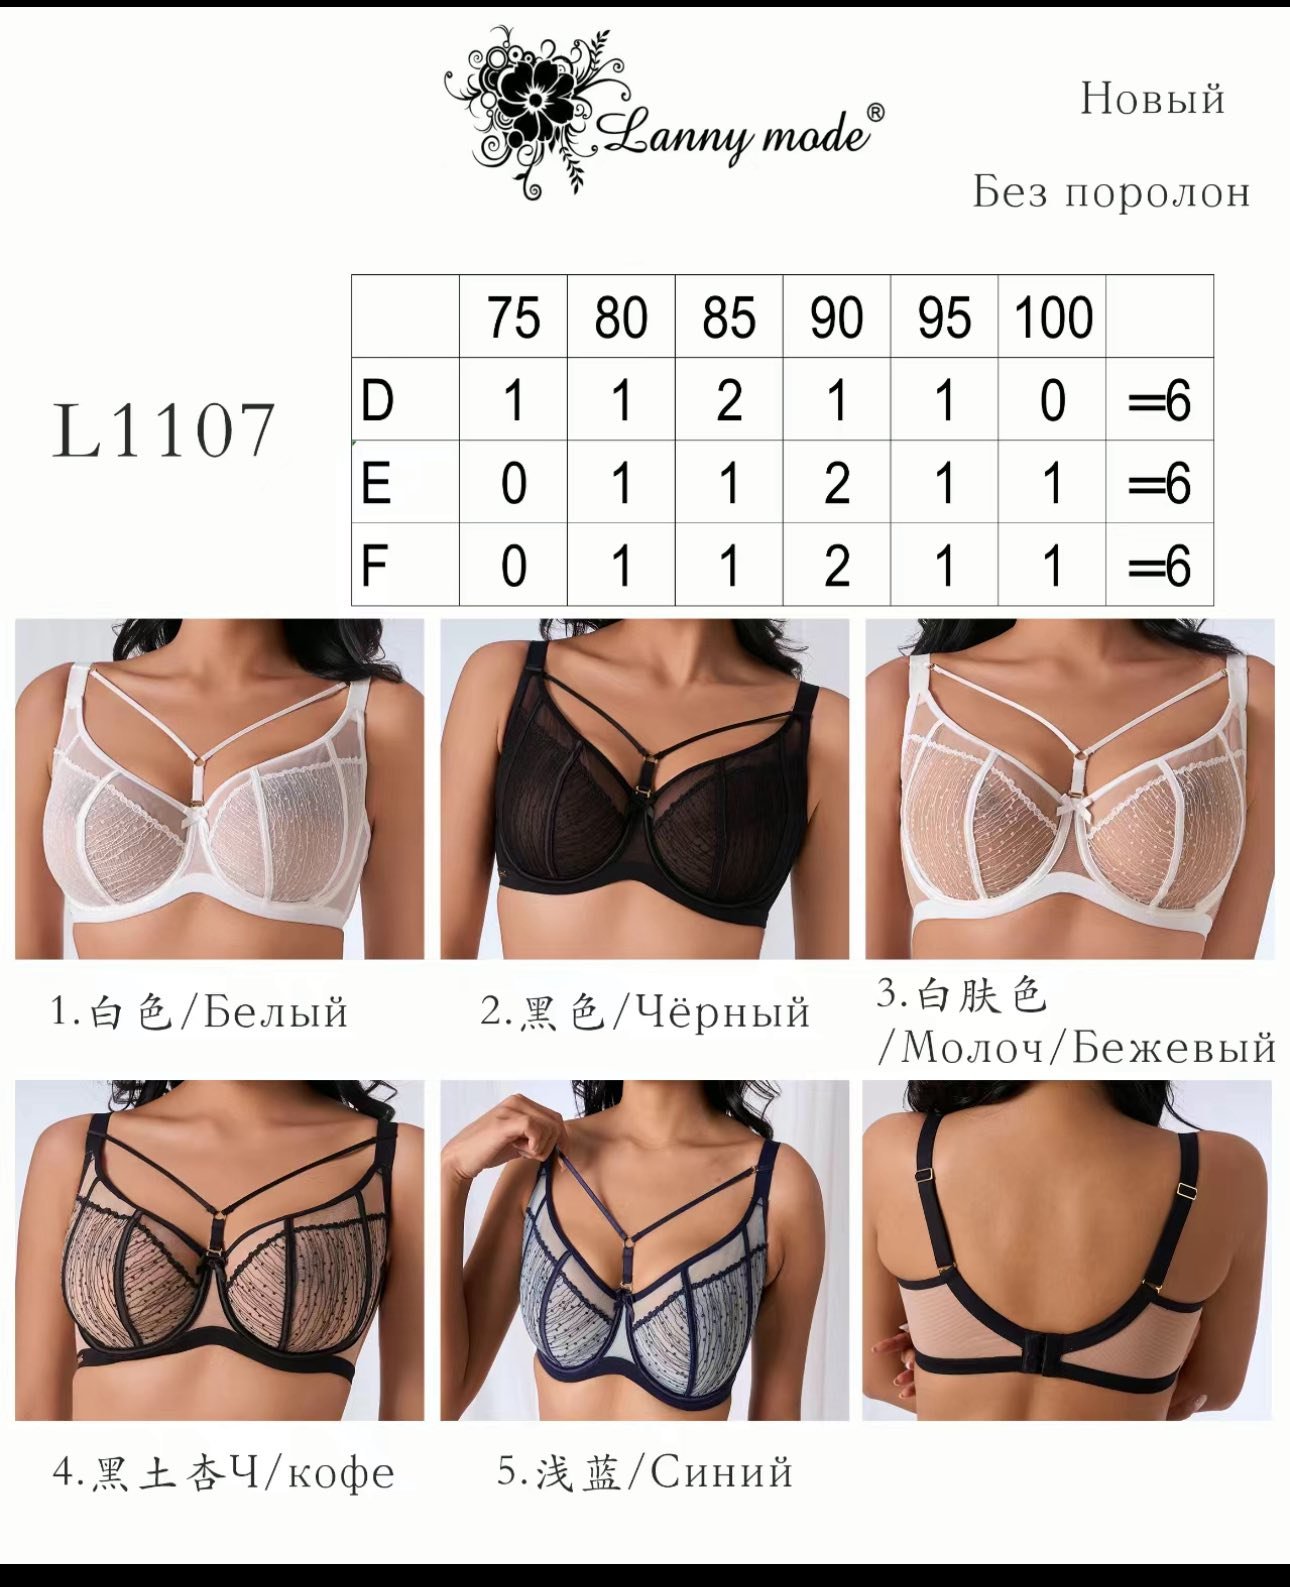 Lanny mode®
Новый
Без поролон
L1107
75 80 85 90 95 100
D 1 1 2 1 1 0 =6
E 0 1 1 2 1 1 =6
F 0 1 1 2 1 1 =6
1.白色/Белый
2.黑色/Чёрный
3.白肤色
/Молоч/Бежевый
4.黑土杏Ч/кофе
5.浅蓝/Синий